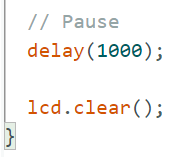 // Pause
delay(1000);
lcd.clear();
}